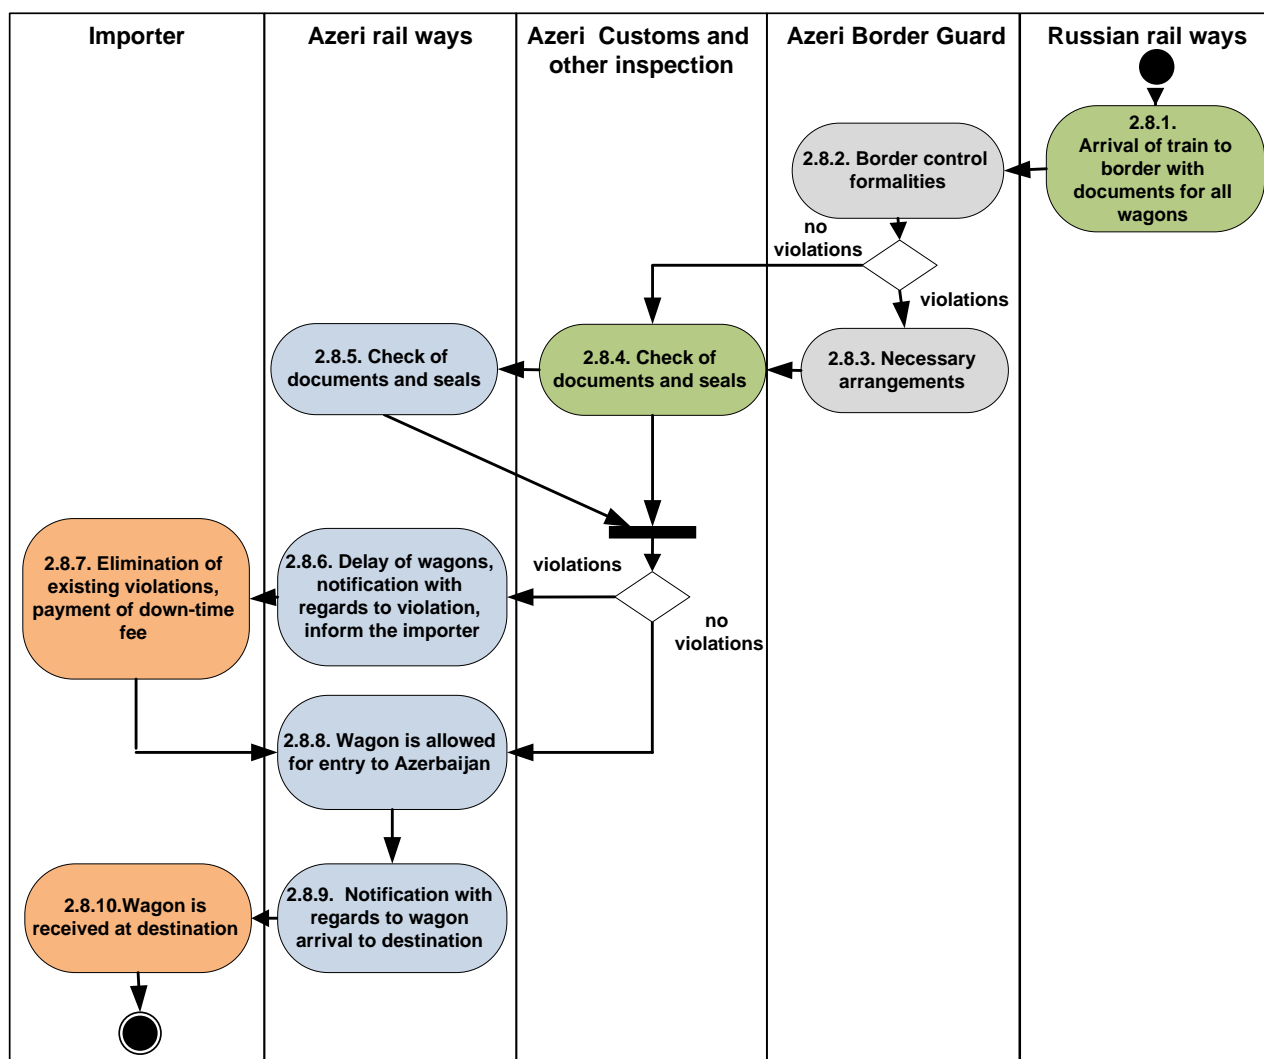 Importer
Azeri rail ways
Azeri Customs and
other inspection
Azeri Border Guard
Russian rail ways
2.8.1.
Arrival of train to
border with
documents for all
wagons
2.8.2. Border control
formalities
no
violations
violations
2.8.5. Check of
documents and seals
2.8.4. Check of
documents and seals
2.8.3. Necessary
arrangements
2.8.7. Elimination of
existing violations,
payment of down-time
fee
2.8.6. Delay of wagons,
notification with
regards to violation,
inform the importer
violations
no
violations
2.8.8. Wagon is allowed
for entry to Azerbaijan
2.8.10.Wagon is
received at destination
2.8.9. Notification with
regards to wagon
arrival to destination